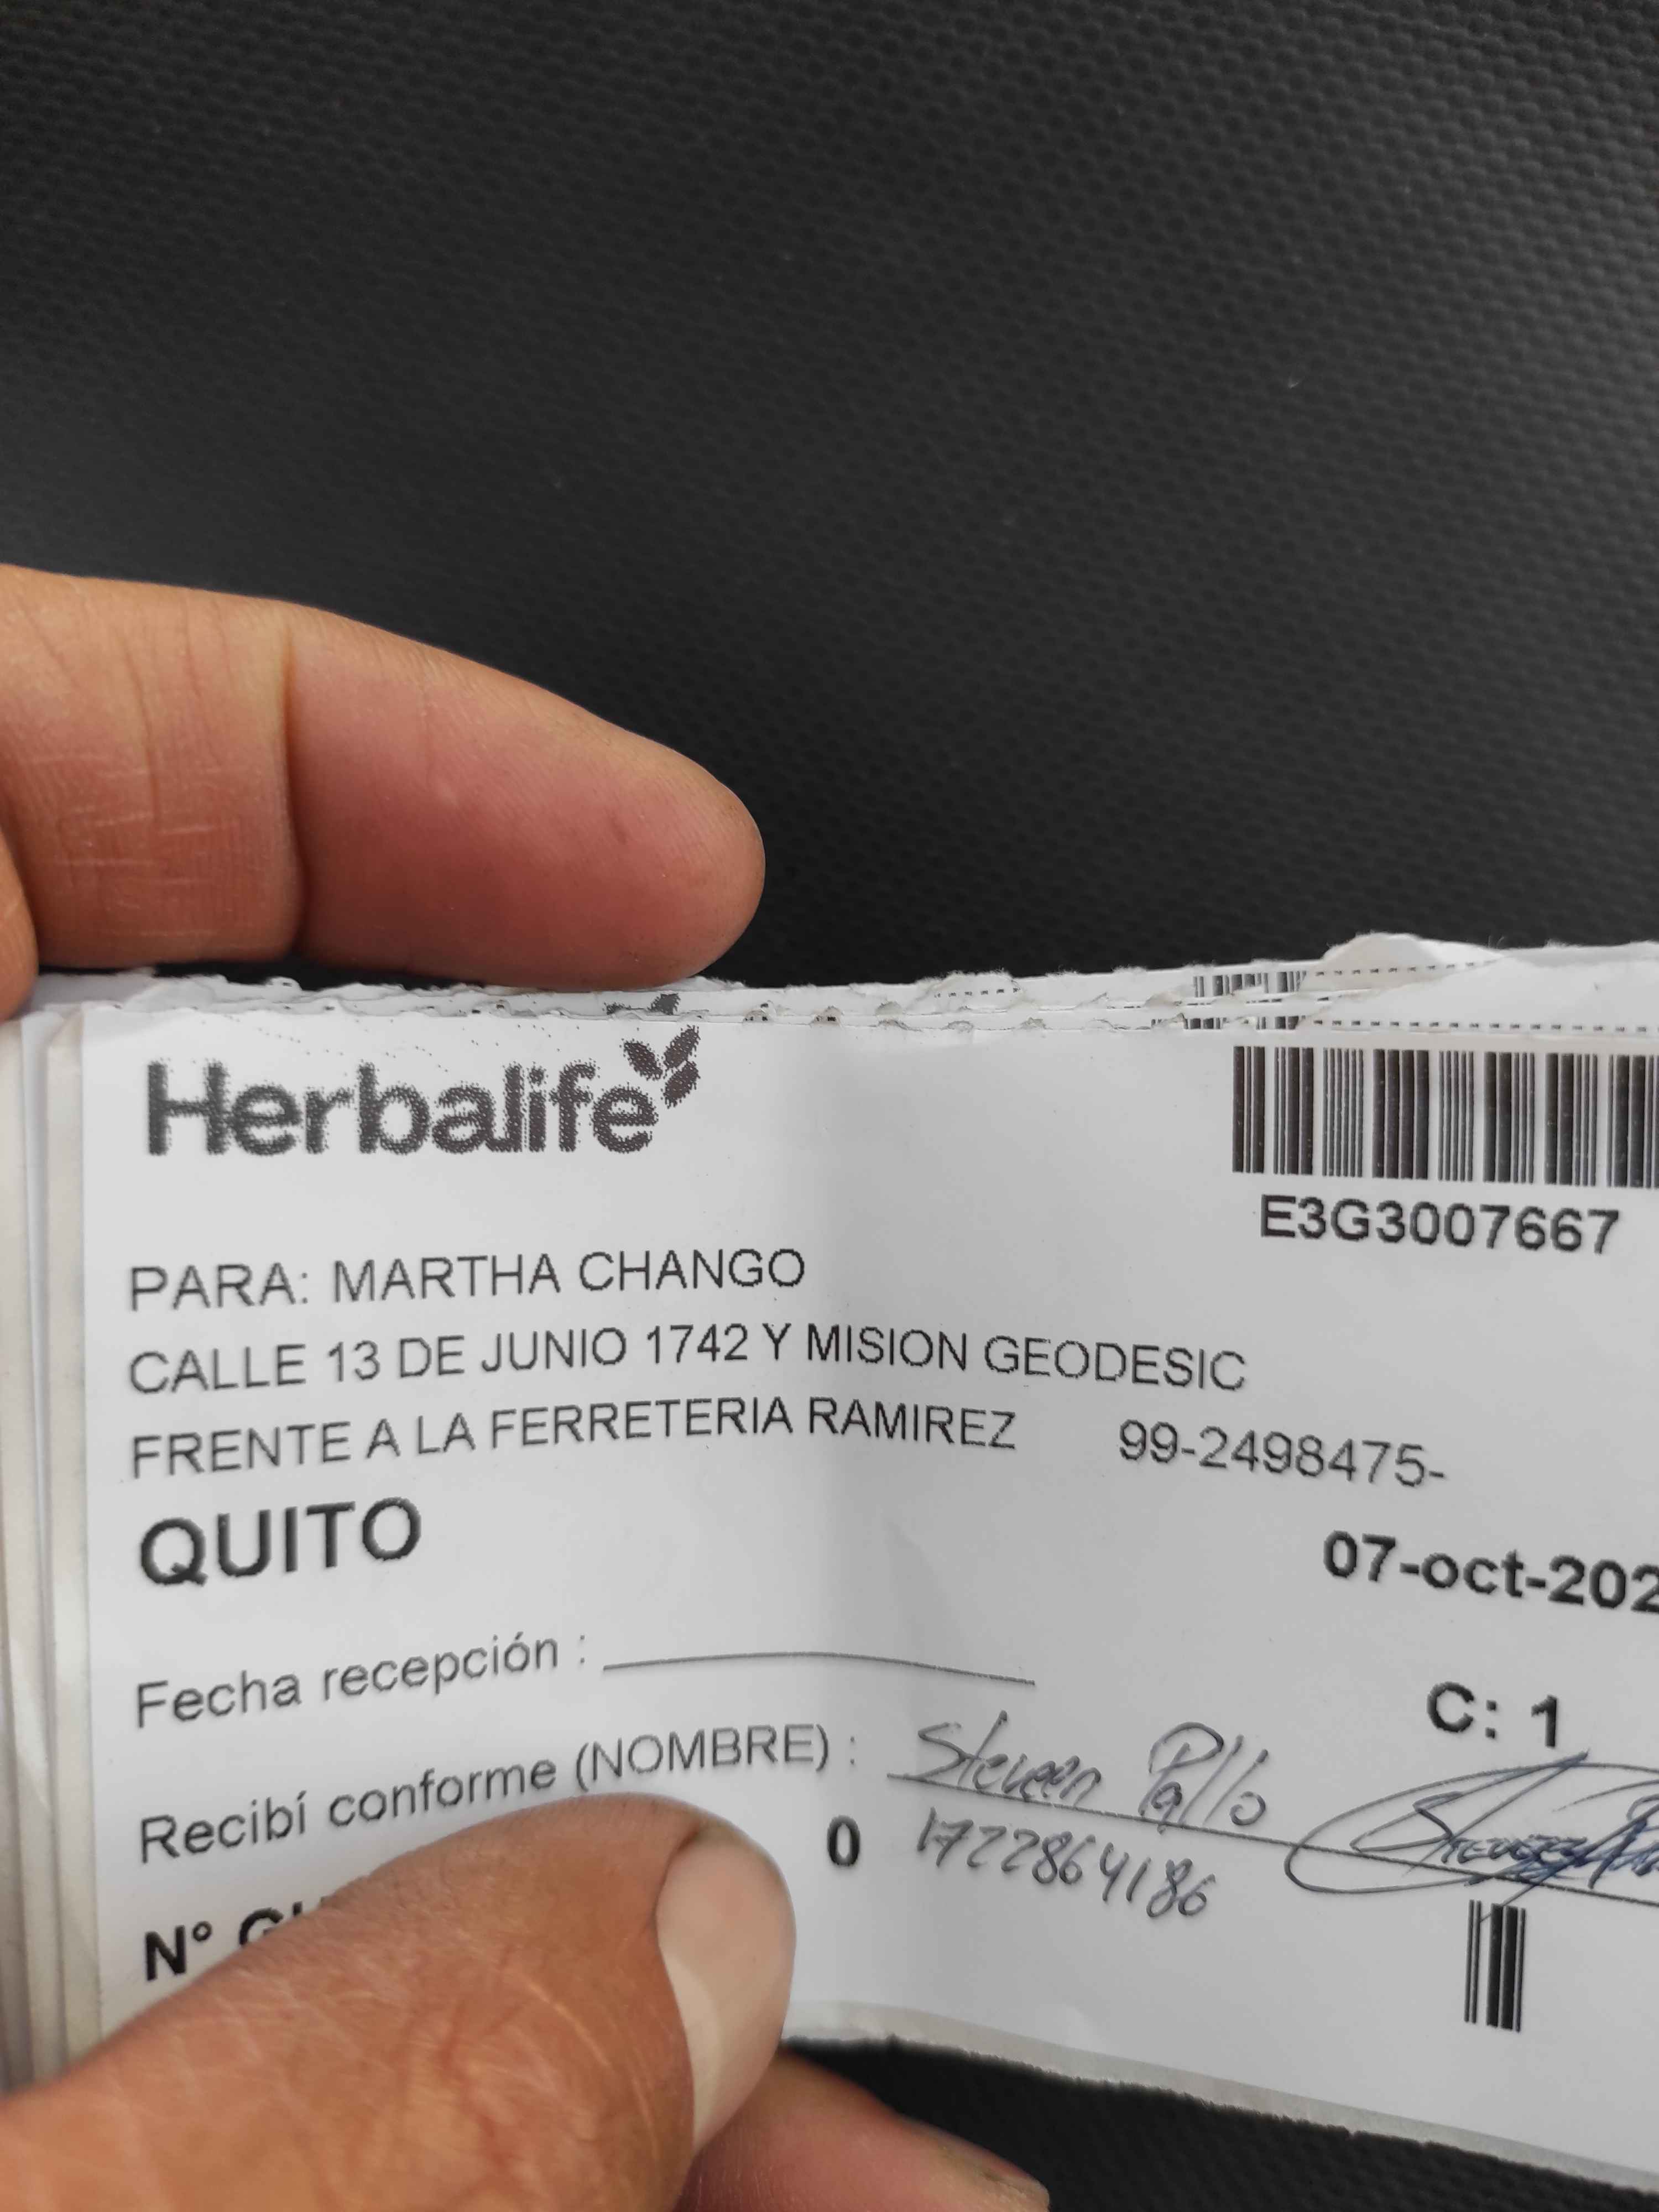 Herbalife
E3G3007667
PARA: MARTHA CHANGO
CALLE 13 DE JUNIO 1742 Y MISION GEODESIC
FRENTE A LA FERRETERIA RAMIREZ 99-2498475-
QUITO
07-oct-202
Fecha recepción :
C: 1
Recibí conforme (NOMBRE) : Steveen Pallo
0 1722864186
N°